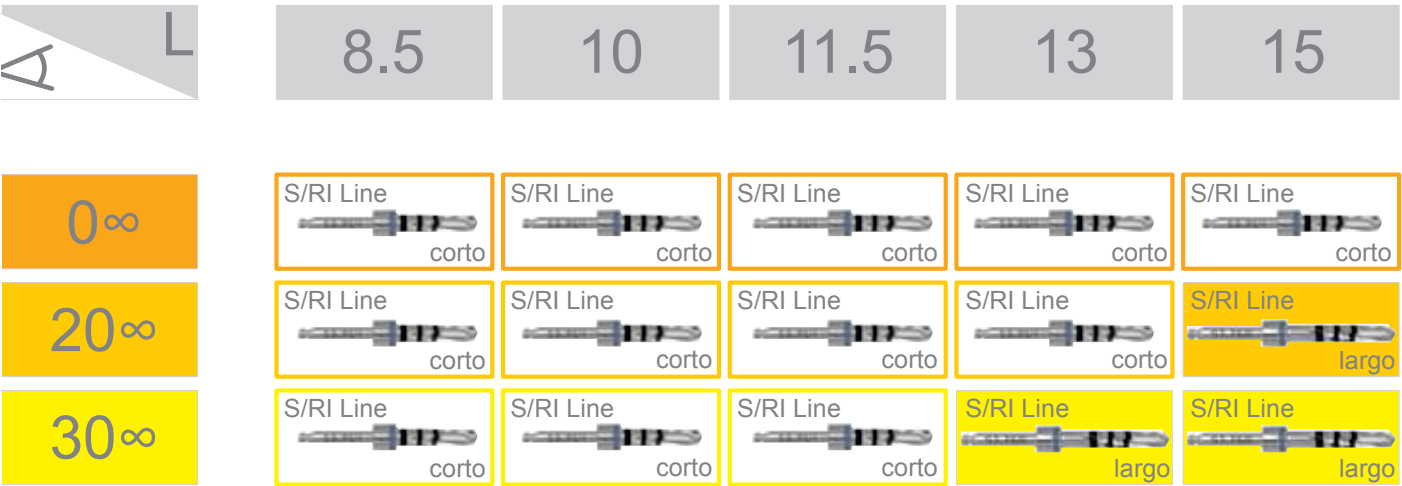 L 8.5 10 11.5 13 15
0∞ S/RI Line S/RI Line S/RI Line S/RI Line S/RI Line
corto corto corto corto corto
20∞ S/RI Line S/RI Line S/RI Line S/RI Line S/RI Line
corto corto corto corto largo
30∞ S/RI Line S/RI Line S/RI Line S/RI Line S/RI Line
corto corto corto largo largo